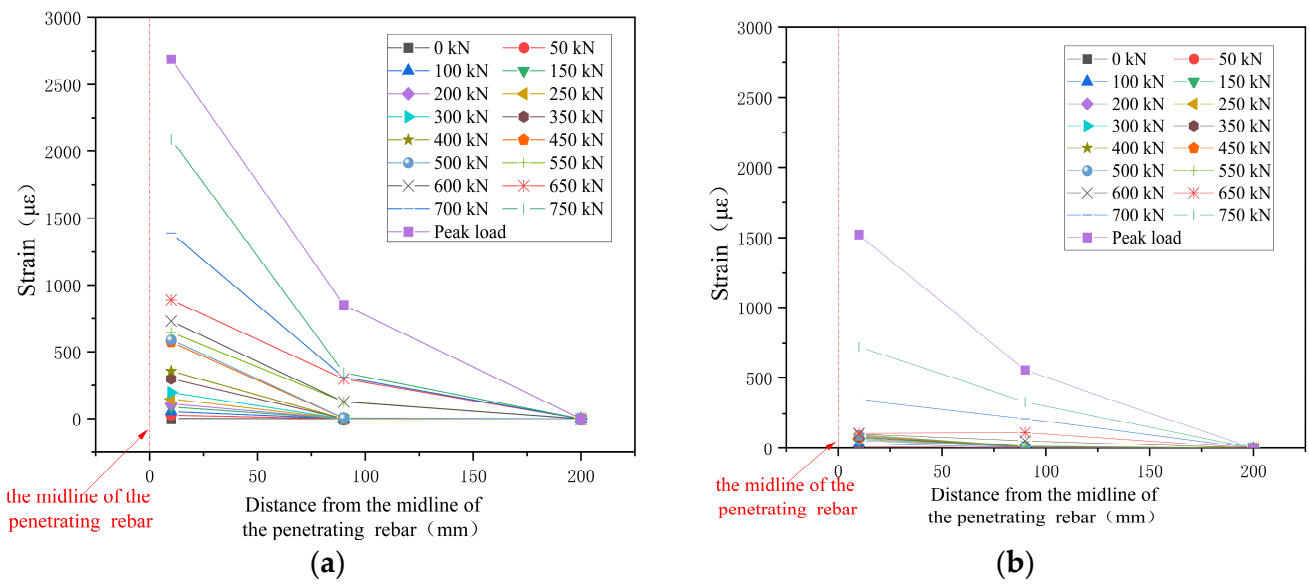 (a)
3000
2500
2000
1500
1000
500
0
Strain（με）
0 kN 50 kN
100 kN 150 kN
200 kN 250 kN
300 kN 350 kN
400 kN 450 kN
500 kN 550 kN
600 kN 650 kN
700 kN 750 kN
Peak load
0 50 100 150 200
the midline of the
penetrating rebar
Distance from the midline of
the penetrating rebar（mm）
(a)
(b)
3000
2500
2000
1500
1000
500
0
Strain（με）
0 kN 50 kN
100 kN 150 kN
200 kN 250 kN
300 kN 350 kN
400 kN 450 kN
500 kN 550 kN
600 kN 650 kN
700 kN 750 kN
Peak load
0 50 100 150 200
the midline of the
penetrating rebar
Distance from the midline of
the penetrating rebar（mm）
(b)